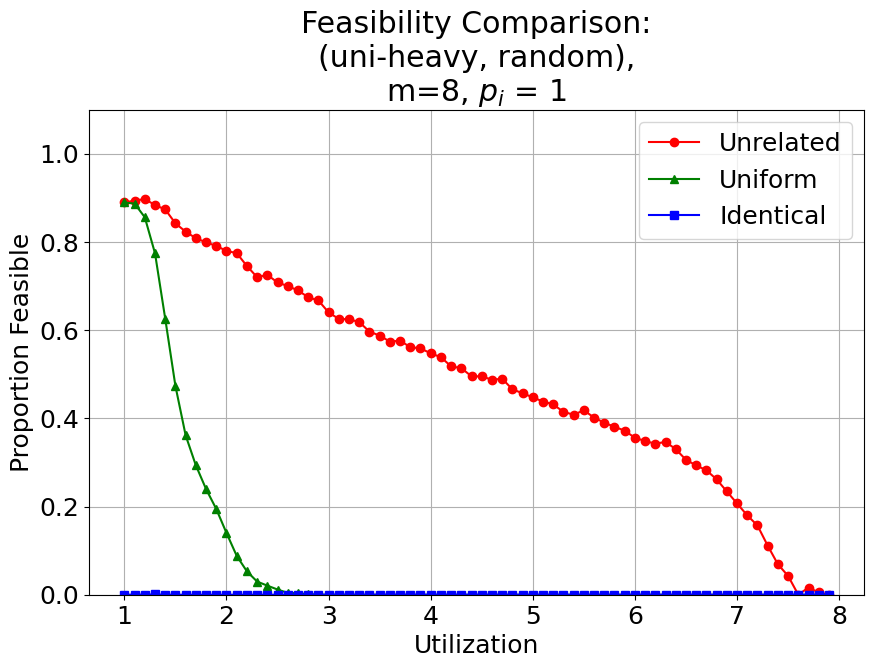 Feasibility Comparison:
(uni-heavy, random),
m=8, $p_i$ = 1
Unrelated
Uniform
Identical
Proportion Feasible
1.0
0.8
0.6
0.4
0.2
0.0
1 2 3 4 5 6 7 8
Utilization